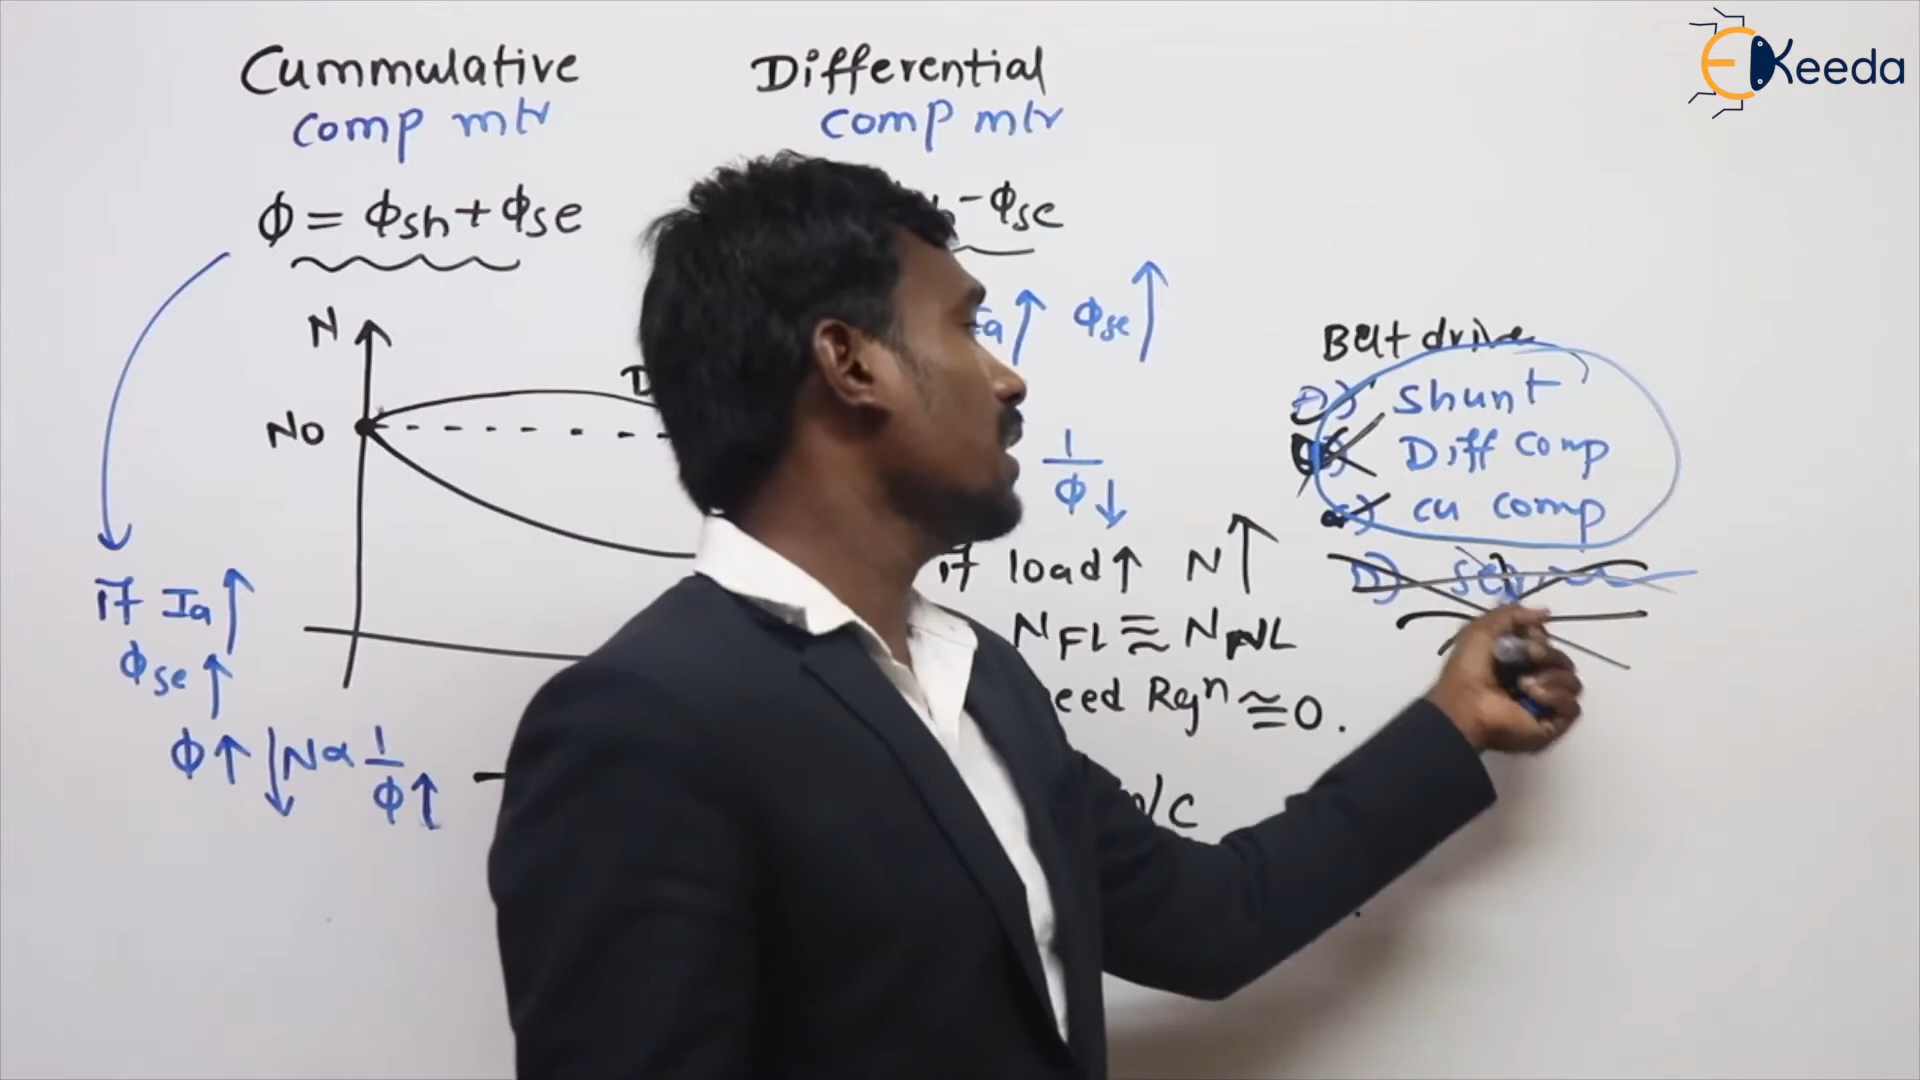 EKeeda
Cummulative
comp mtr
Differential
comp mtr
ϕ = ϕsh + ϕse
- ϕse
N
No
if Ia ↑
ϕse ↑
ϕ ↑ ↓ N ∝ 1/ϕ ↑
ϕse ↑
1/ϕ ↓
if load ↑ N ↑
NFL ≈ NNL
eed Regn ≅ 0.
Belt drive
A) Shunt
Diff comp
c) cu comp
D)